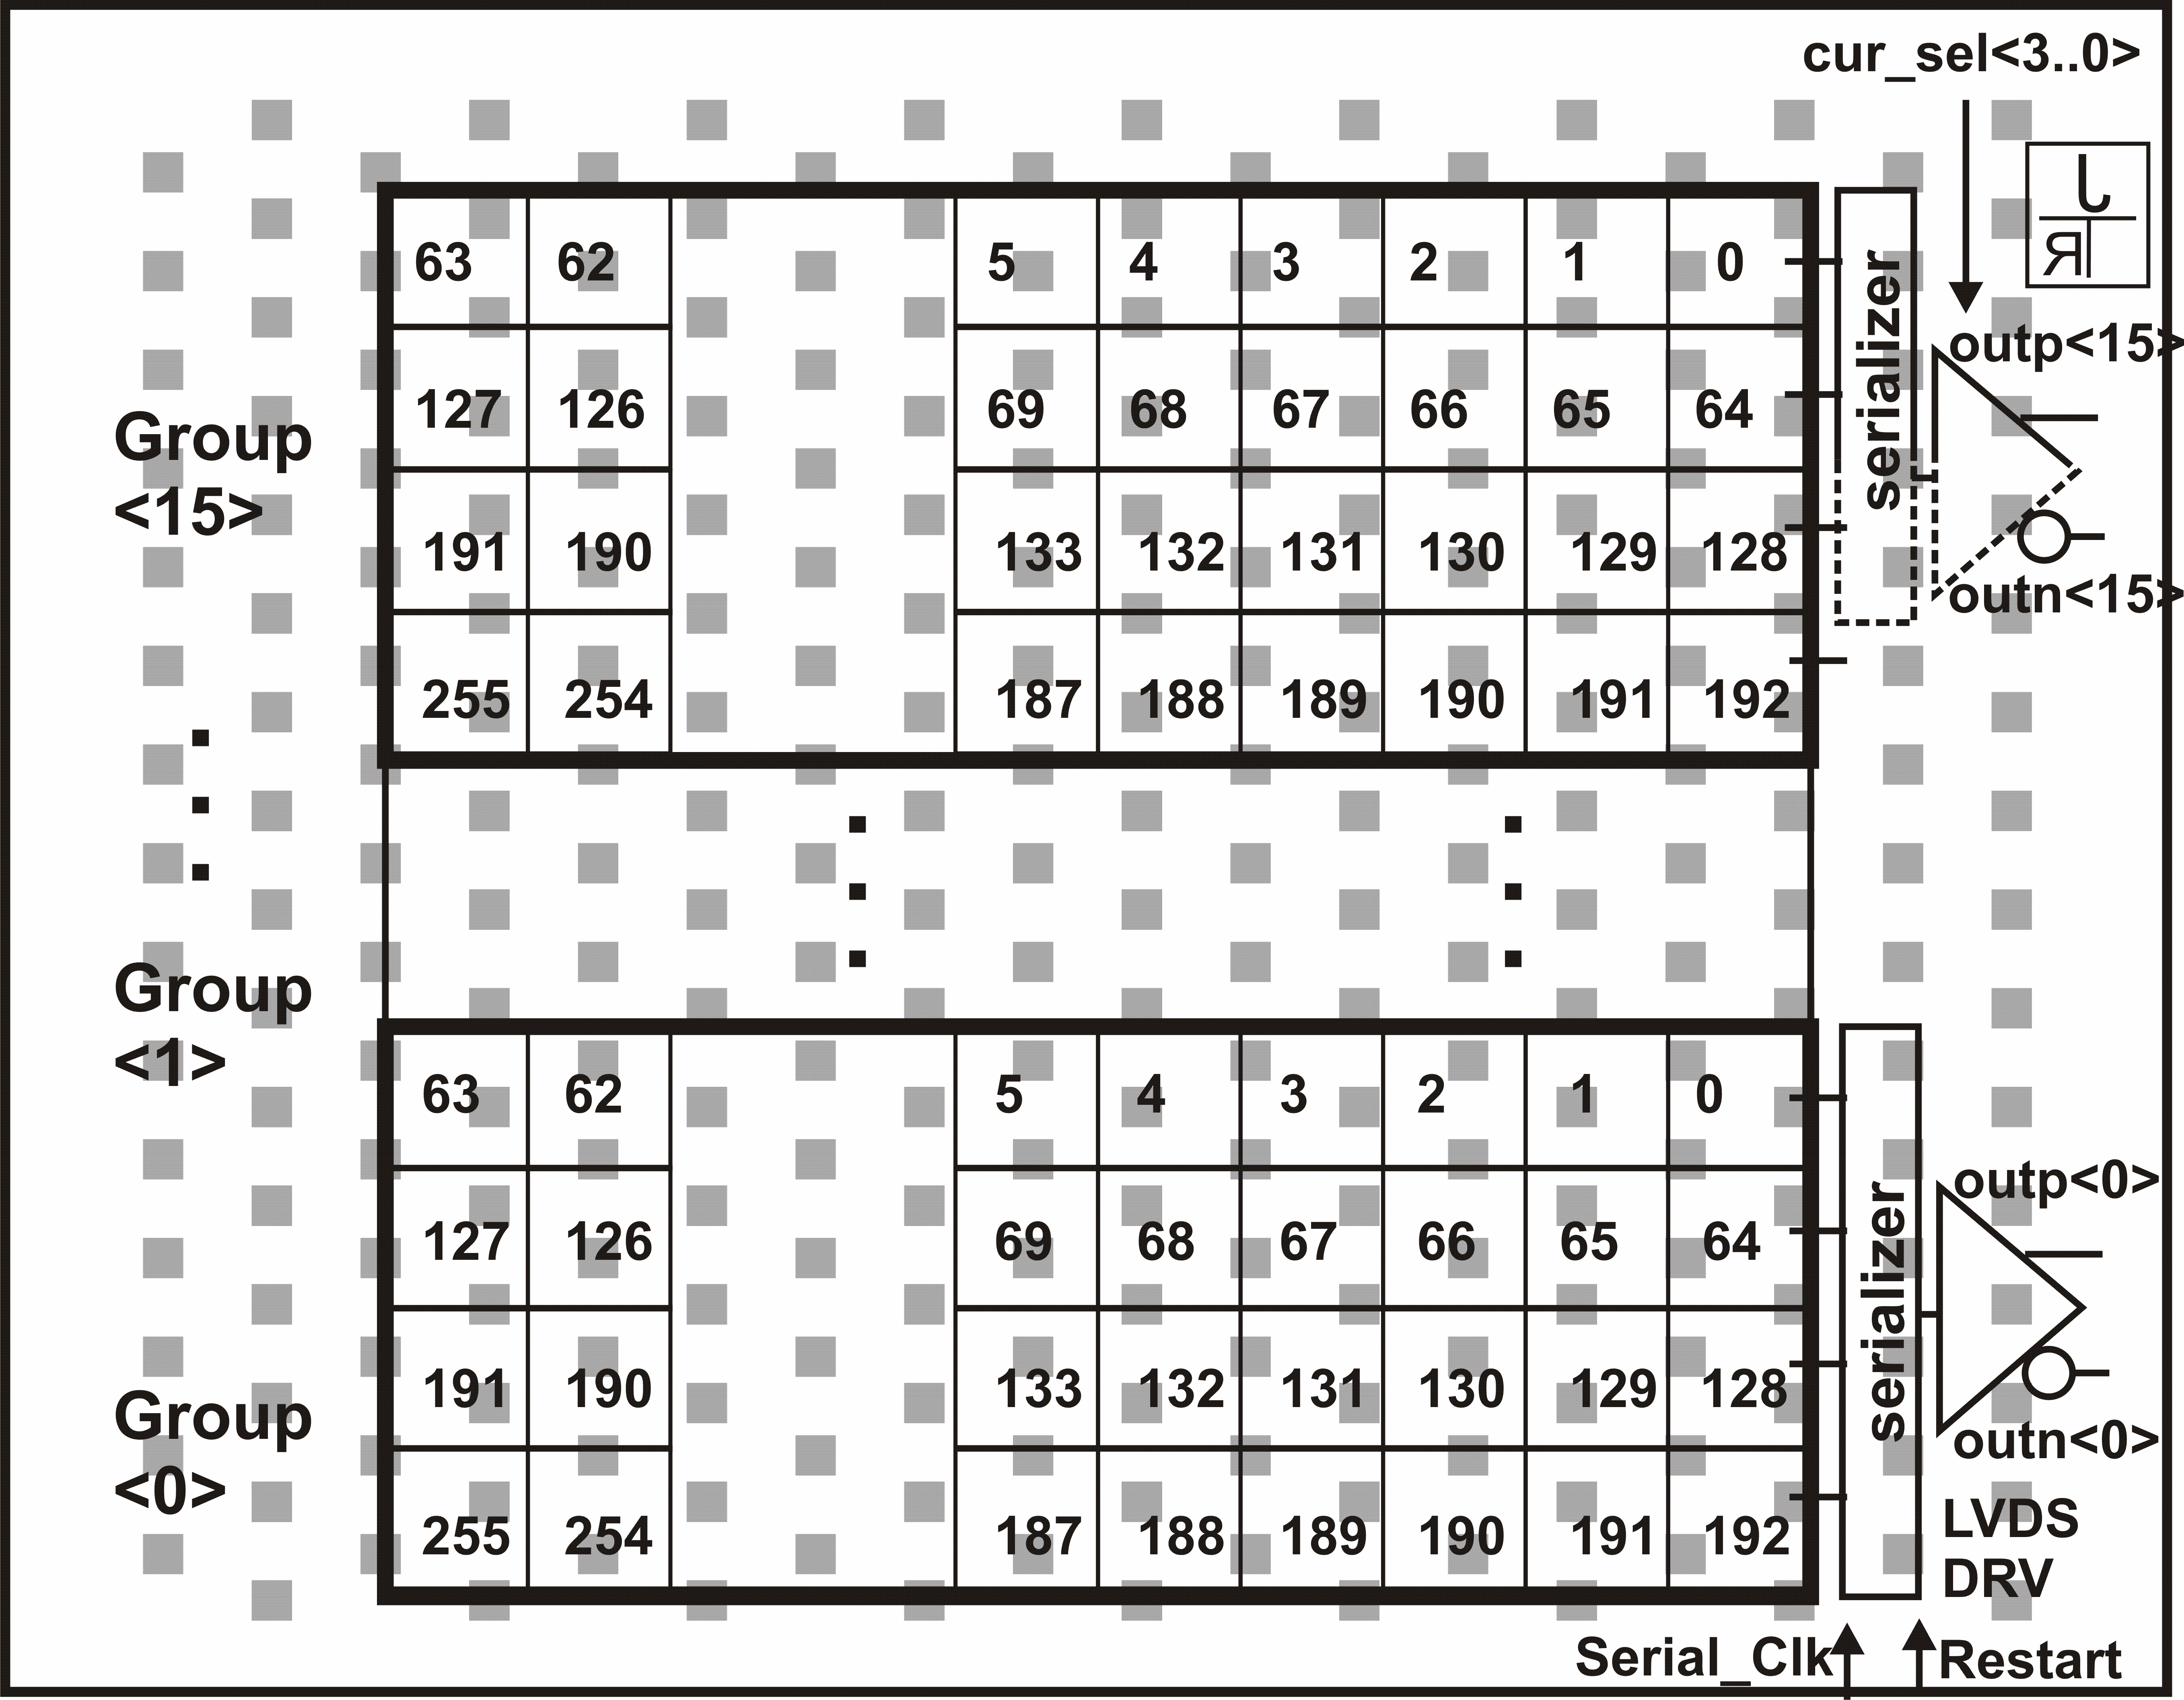 cur_sel<3..0>
63 62 5 4 3 2 1 0
127 126 69 68 67 66 65 64
191 190 133 132 131 130 129 128
255 254 187 188 189 190 191 192
Group
<15>
serializer
outp<15>
outn<15>
Group
<1>
63 62 5 4 3 2 1 0
127 126 69 68 67 66 65 64
191 190 133 132 131 130 129 128
255 254 187 188 189 190 191 192
Group
<0>
serializer
outp<0>
outn<0>
LVDS
DRV
Serial_Clk
Restart